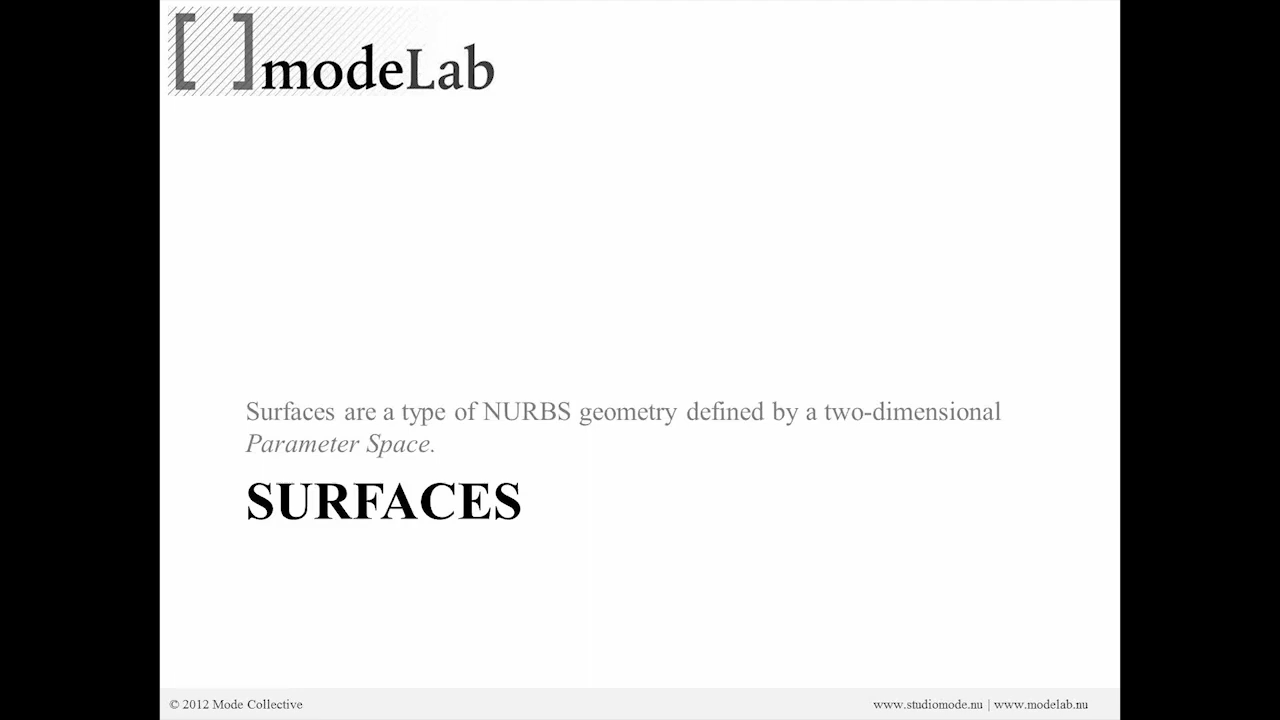 [ ] modeLab
Surfaces are a type of NURBS geometry defined by a two-dimensional
Parameter Space.
SURFACES
© 2012 Mode Collective
www.studiomode.nu | www.modelab.nu